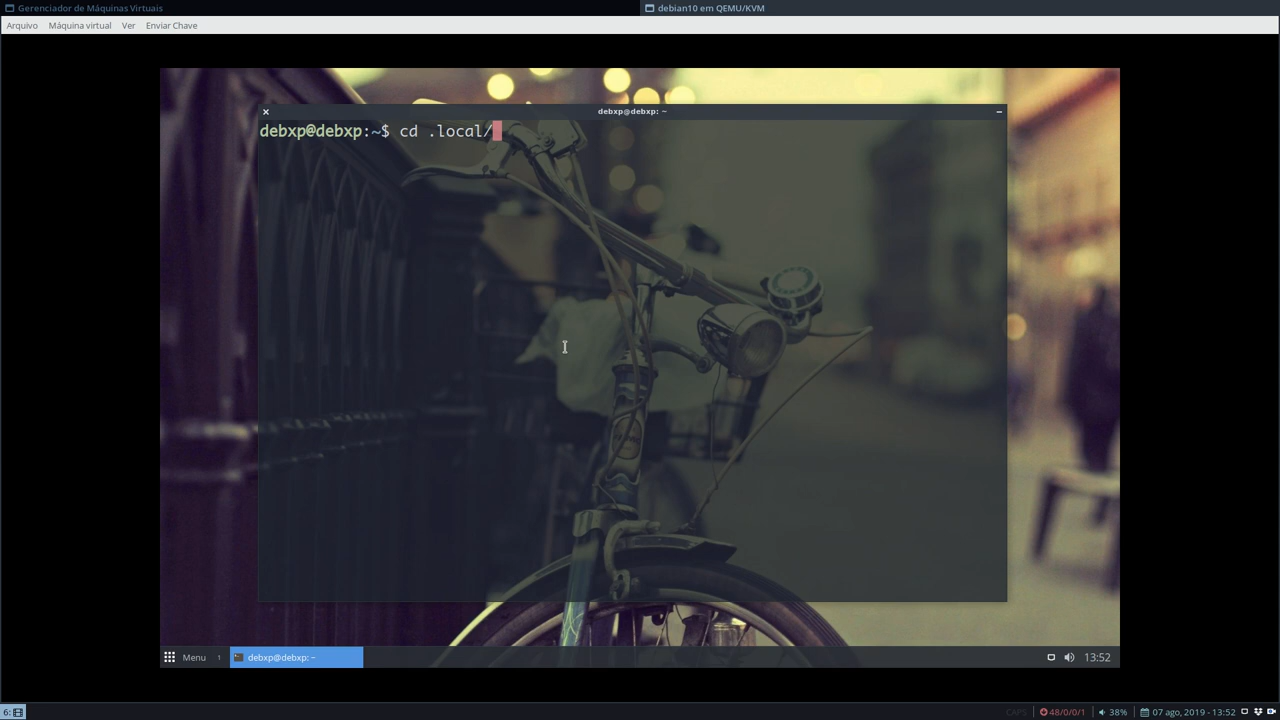 Gerenciador de Máquinas Virtuais
debian10 em QEMU/KVM
Arquivo Máquina virtual Ver Enviar Chave
debxp@debxp: ~
debxp@debxp:~$ cd .local/
Menu 1 debxp@debxp: ~ 13:52
6: CAPS 48/0/0/1 38% 07 ago, 2019 - 13:52